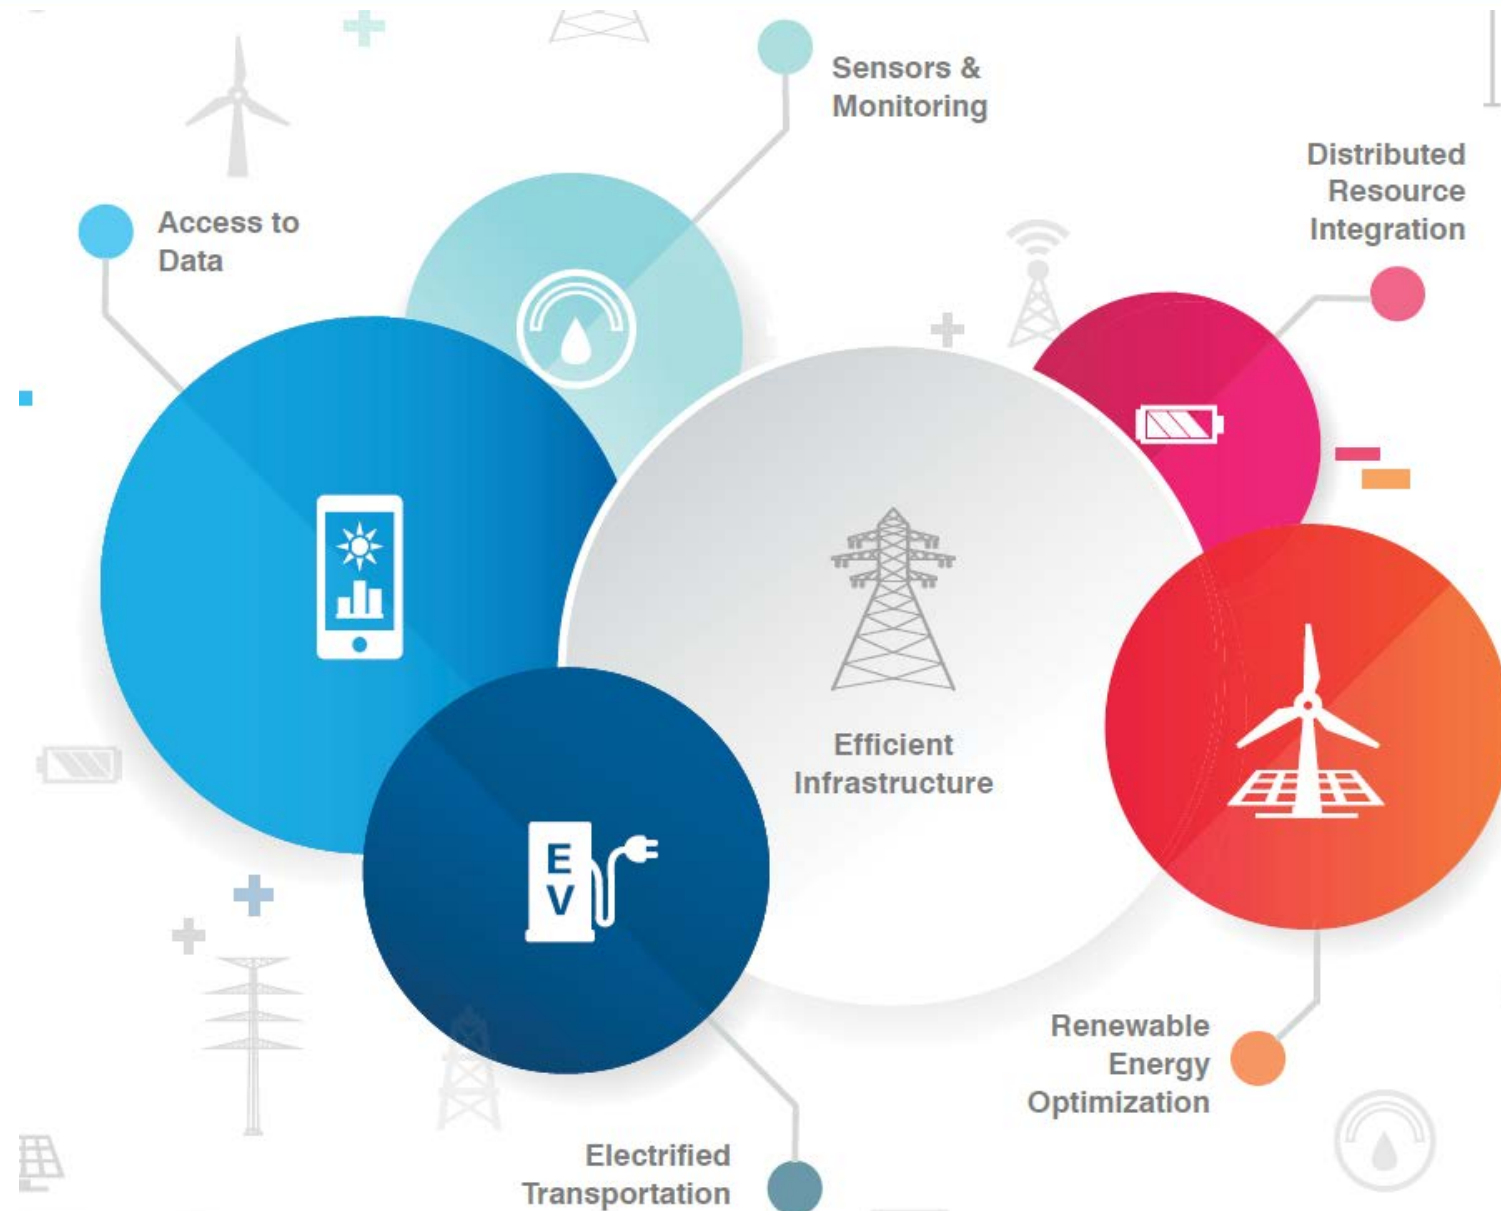 Sensors &
Monitoring
Distributed
Resource
Integration
Access to
Data
Efficient
Infrastructure
E
V
Renewable
Energy
Optimization
Electrified
Transportation